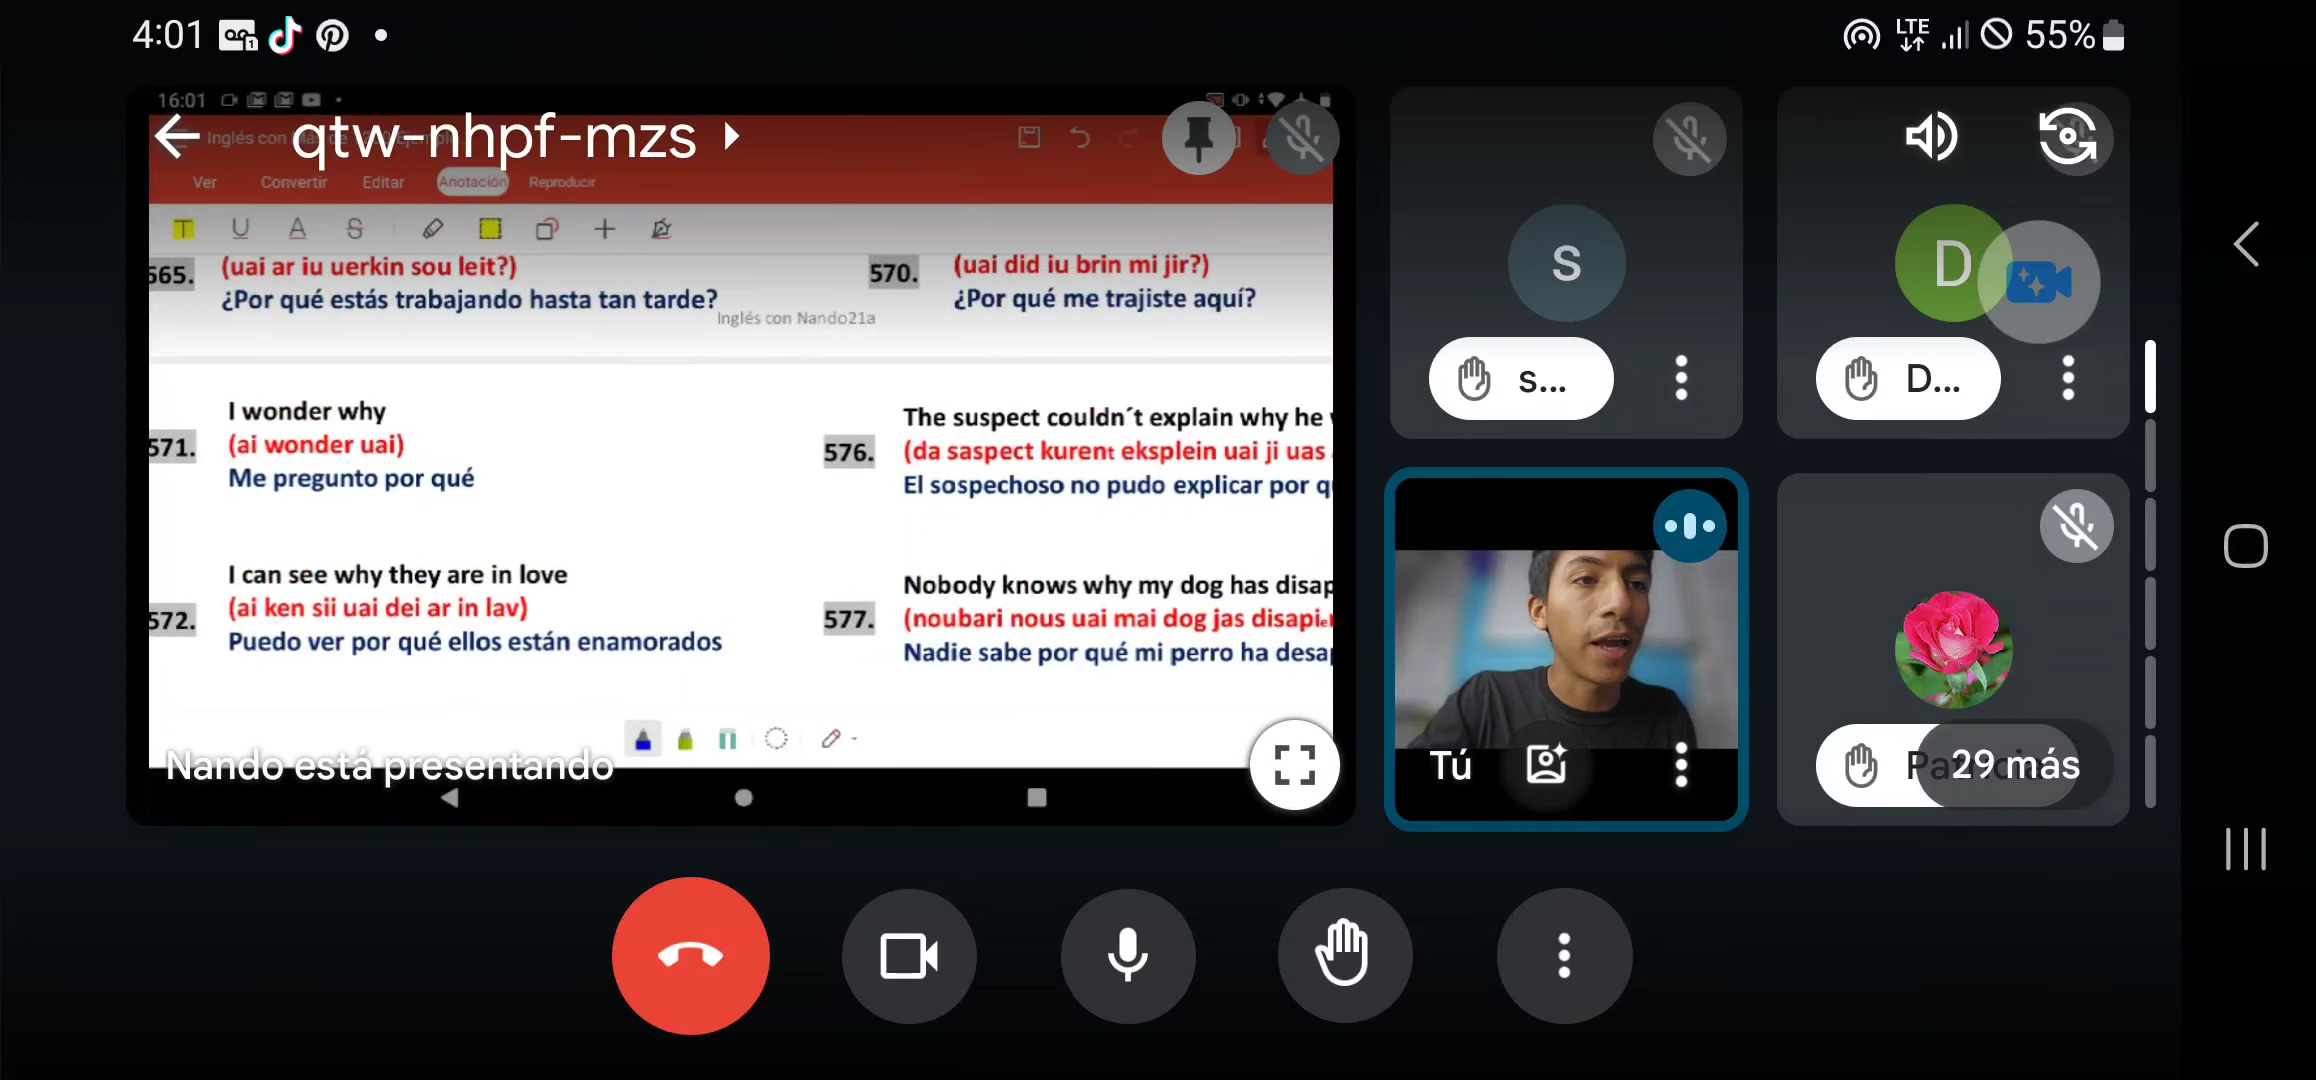 4:01
LTE
55%
16:01
qtw-nhpf-mzs
Inglés con
Ver Convertir Editar Anotación Reproducir
565. (uai ar iu uerkin sou leit?)
¿Por qué estás trabajando hasta tan tarde?
Inglés con Nando21a
570. (uai did iu brin mi jir?)
¿Por qué me trajiste aquí?
I wonder why
571. (ai wonder uai)
Me pregunto por qué
The suspect couldn´t explain why he
576. (da saspect kurent eksplein uai ji uas
El sospechoso no pudo explicar por q
I can see why they are in love
572. (ai ken sii uai dei ar in lav)
Puedo ver por qué ellos están enamorados
Nobody knows why my dog has disap
577. (noubari nous uai mai dog jas disapie
Nadie sabe por qué mi perro ha desap
Nando está presentando
s
s...
D
D...
Tú
29 más